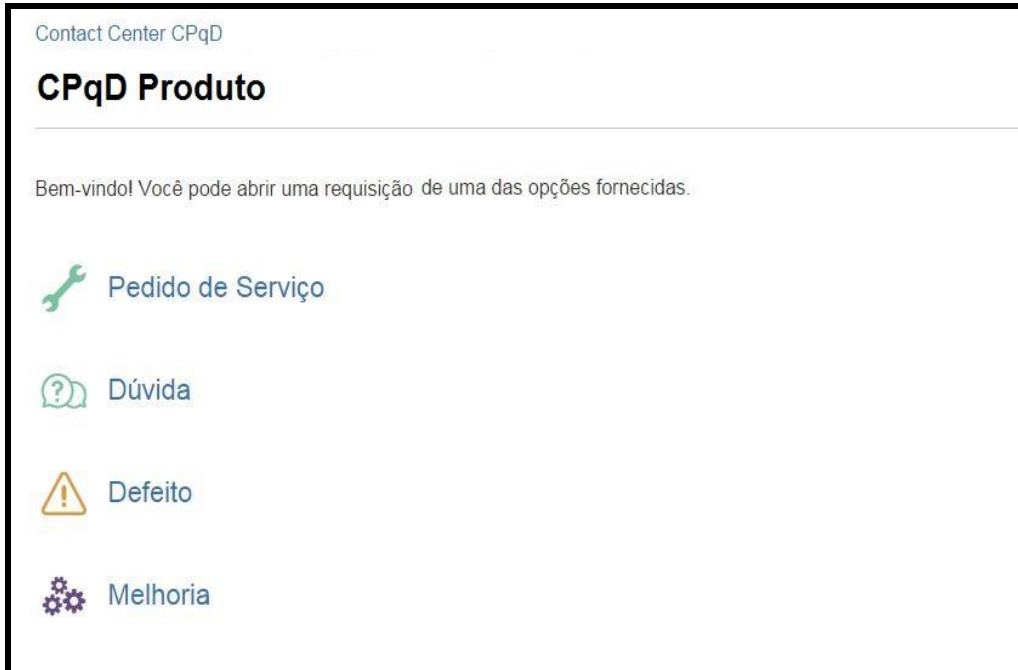 Contact Center CPqD
CPqD Produto
Bem-vindo! Você pode abrir uma requisição de uma das opções fornecidas.
Pedido de Serviço
Dúvida
Defeito
Melhoria